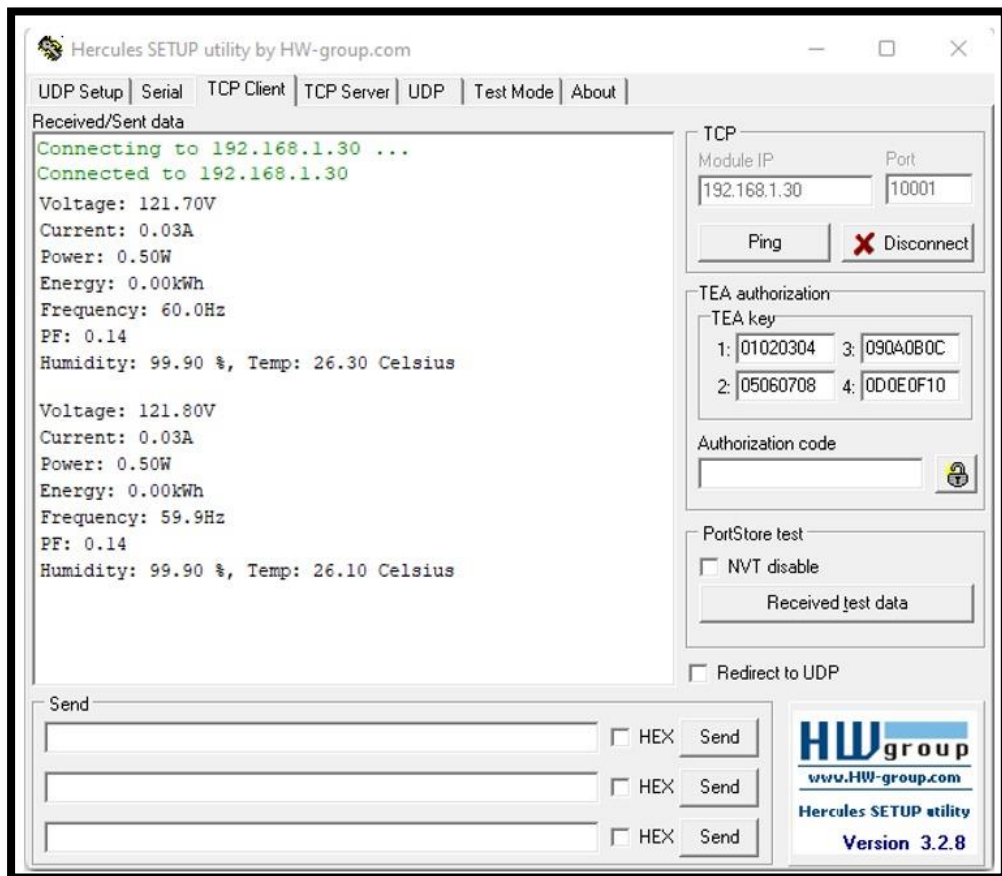 Hercules SETUP utility by HW-group.com
UDP Setup Serial TCP Client TCP Server UDP Test Mode About
Received/Sent data
Connecting to 192.168.1.30 ...
Connected to 192.168.1.30
Voltage: 121.70V
Current: 0.03A
Power: 0.50W
Energy: 0.00kWh
Frequency: 60.0Hz
PF: 0.14
Humidity: 99.90 %, Temp: 26.30 Celsius
Voltage: 121.80V
Current: 0.03A
Power: 0.50W
Energy: 0.00kWh
Frequency: 59.9Hz
PF: 0.14
Humidity: 99.90 %, Temp: 26.10 Celsius
TCP
Module IP Port
192.168.1.30 10001
Ping Disconnect
TEA authorization
TEA key
1: 01020304 3: 090A0B0C
2: 05060708 4: 0D0E0F10
Authorization code
PortStore test
NVT disable
Received test data
Redirect to UDP
Send
HEX Send
HEX Send
HEX Send
HW group
www.HW-group.com
Hercules SETUP utility
Version 3.2.8